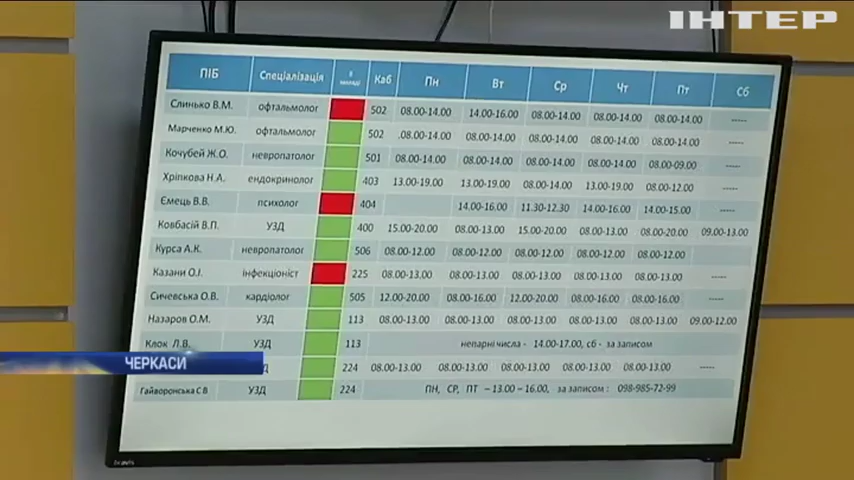 ІНТЕР
ПІБ Спеціалізація В закладі Каб Пн Вт Ср Чт Пт Сб
Слинько В.М. офтальмолог 502 08.00-14.00 14.00-16.00 08.00-14.00 08.00-14.00 08.00-14.00 -----
Марченко М.Ю. офтальмолог 502 .08.00-14.00 08.00-14.00 08.00-14.00 08.00-14.00 08.00-14.00 -----
Кочубей Ж.О. невропатолог 501 08.00-14.00 08.00-14.00 08.00-14.00 08.00-14.00 08.00-09.00 -----
Хріпкова Н.А. ендокринолог 403 13.00-19.00 13.00-19.00 08.00-14.00 13.00-19.00 08.00-12.00 -----
Ємець В.В. психолог 404 14.00-16.00 11.30-12.30 14.00-16.00 14.00-15.00 -----
Ковбасій В.П. УЗД 400 15.00-20.00 08.00-13.00 15.00-20.00 08.00-13.00 08.00-20.00 09.00-13.00
Курса А.К. невропатолог 506 08.00-12.00 08.00-12.00 08.00-12.00 08.00-12.00 08.00-12.00
Казани О.І. інфекціоніст 225 08.00-13.00 08.00-13.00 08.00-13.00 08.00-13.00 08.00-13.00 -----
Сичевська О.В. кардіолог 505 12.00-20.00 08.00-16.00 12.00-20.00 08.00-16.00 08.00-16.00 -----
Назаров О.М. УЗД 113 08.00-13.00 08.00-13.00 08.00-13.00 08.00-13.00 08.00-13.00 09.00-12.00
Клок Л.В. УЗД 113 непарні числа - 14.00-17.00, сб - за записом
ЧЕРКАСИ
224 08.00-13.00 08.00-13.00 08.00-13.00 08.00-13.00 08.00-13.00 -----
Гайворонська С В УЗД 224 ПН, СР, ПТ – 13.00 – 16.00, за записом : 098-985-72-99